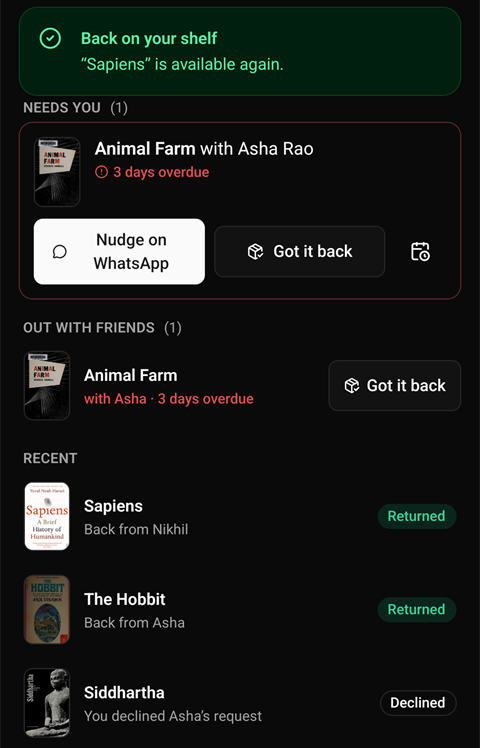 Back on your shelf
“Sapiens” is available again.
NEEDS YOU (1)
ANIMAL
FARM
Animal Farm with Asha Rao
3 days overdue
Nudge on
WhatsApp
Got it back
OUT WITH FRIENDS (1)
ANIMAL
FARM
Animal Farm
with Asha · 3 days overdue
Got it back
RECENT
Yuval Noah Harari
Sapiens
A Brief
History of
Humankind
Sapiens
Back from Nikhil
Returned
THE
HOBBIT
The Hobbit
Back from Asha
Returned
Siddhartha
Siddhartha
You declined Asha’s request
Declined